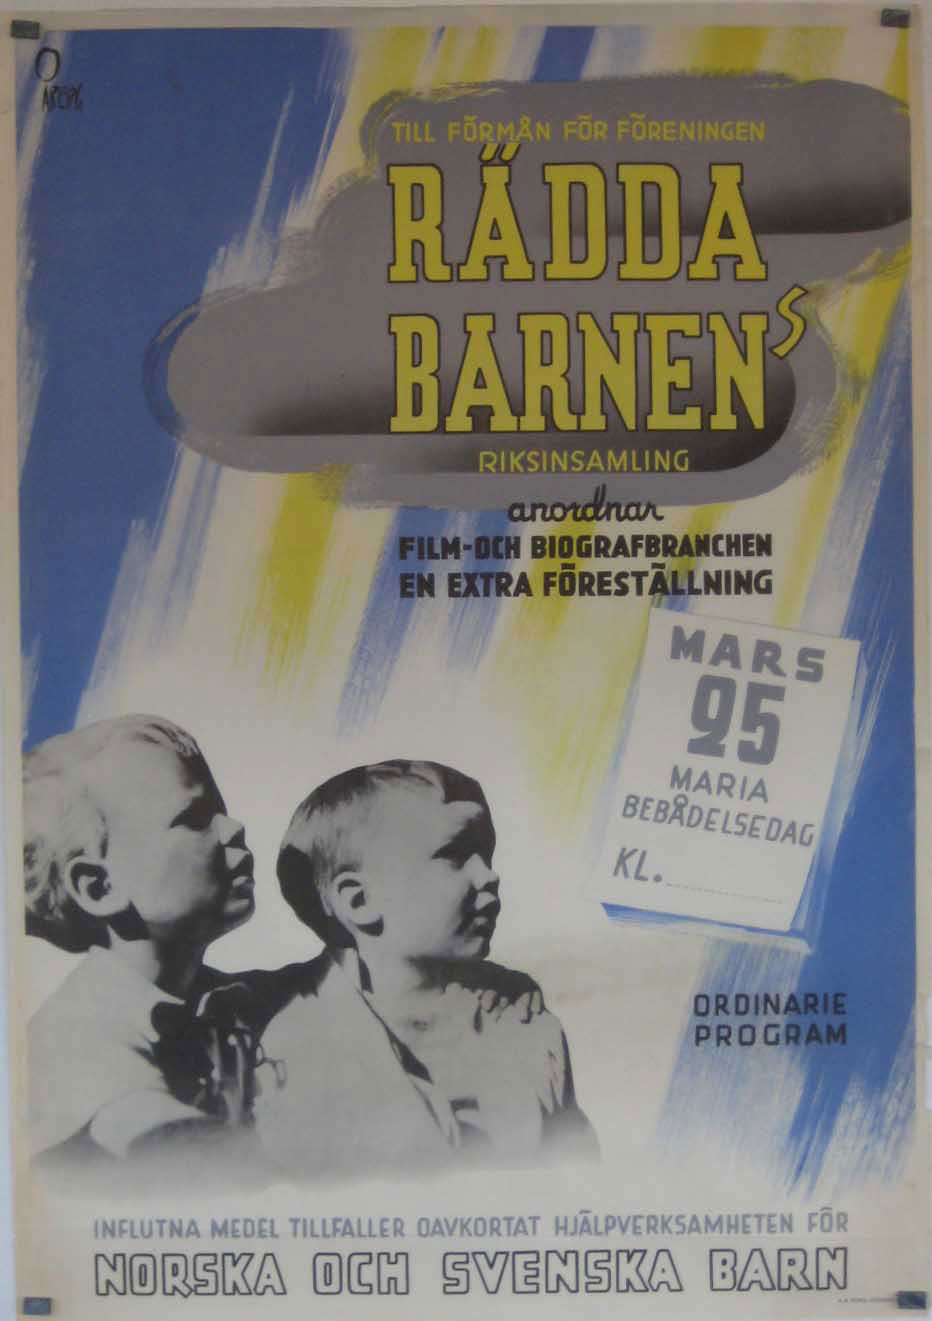 TILL FÖRMÅN FÖR FÖRENINGEN
RÄDDA
BARNENS
RIKSINSAMLING
anordnar
FILM-OCH BIOGRAFBRANCHEN
EN EXTRA FÖRESTÄLLNING
MARS
25
MARIA
BEBÅDELSEDAG
KL.
ORDINARIE
PROGRAM
INFLUTNA MEDEL TILLFALLER OAVKORTAT HJÄLPVERKSAMHETEN FÖR
NORSKA OCH SVENSKA BARN